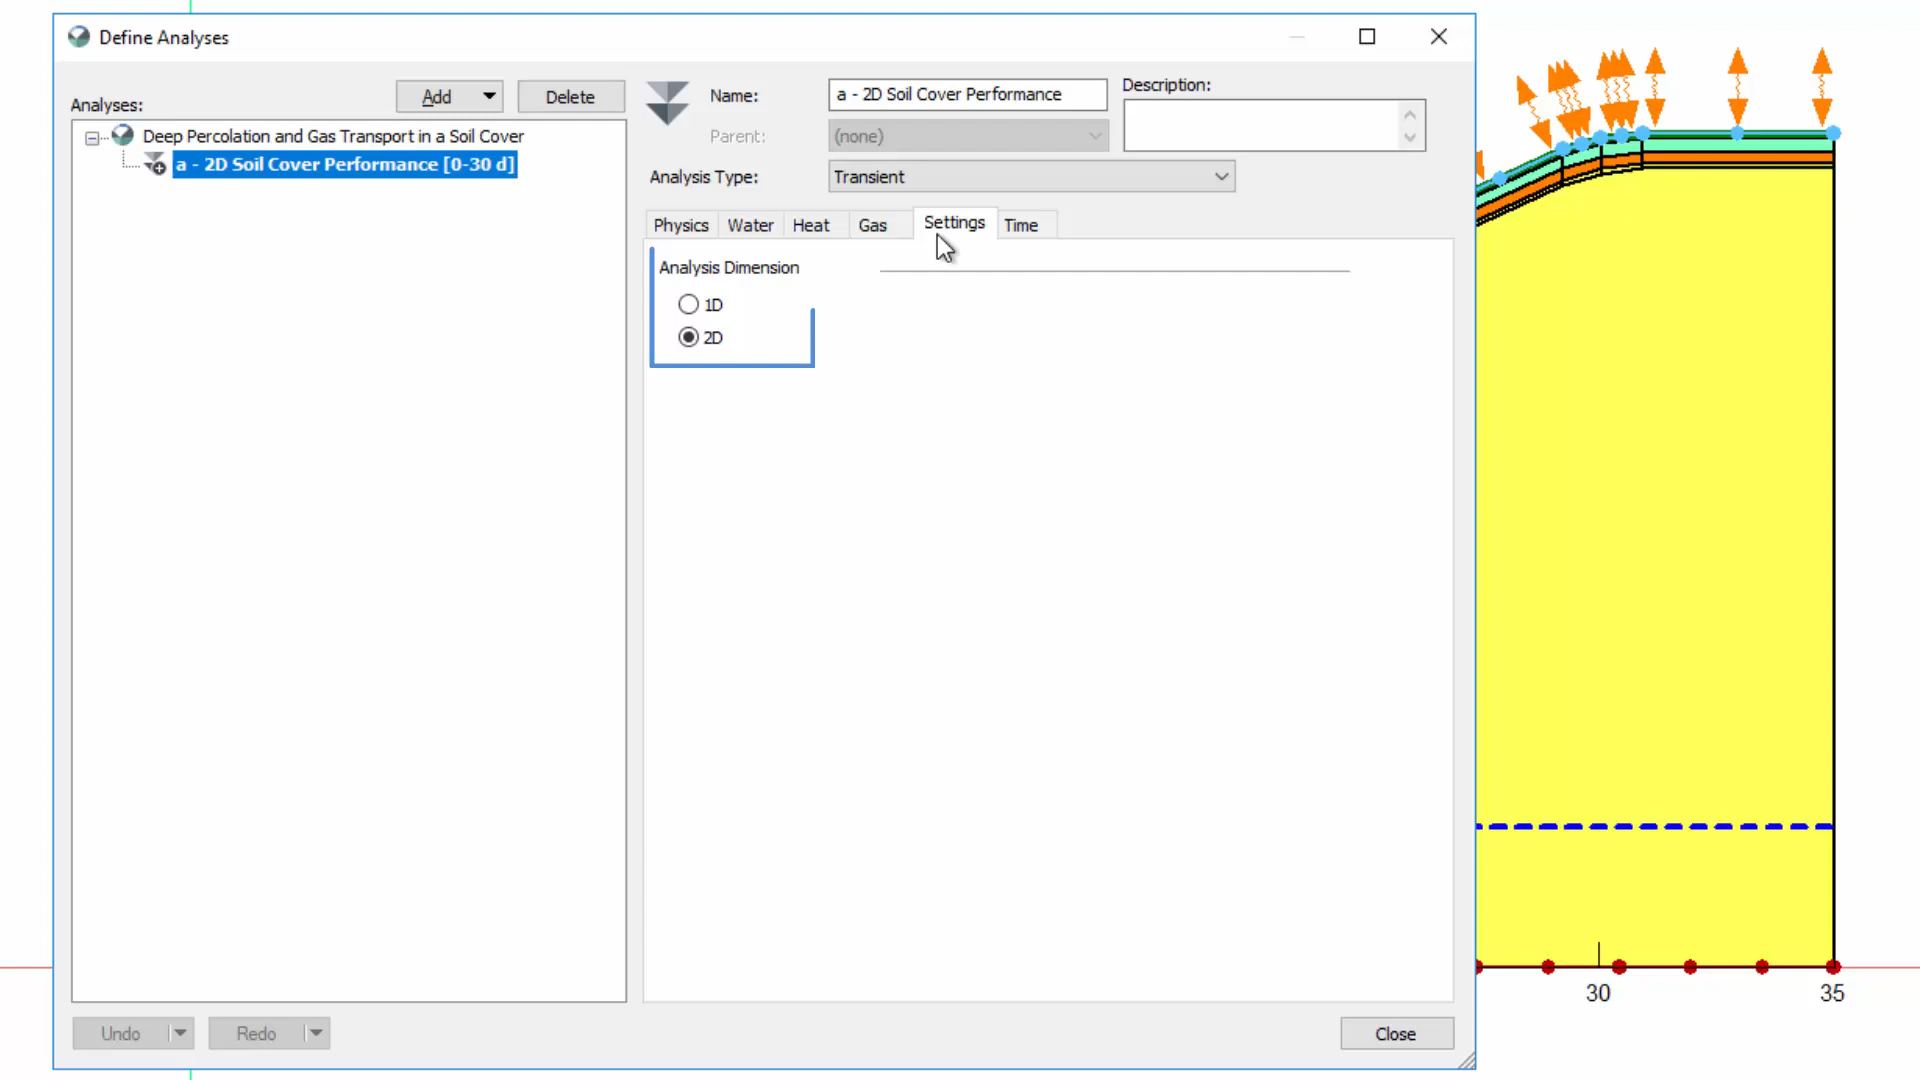 Define Analyses
Analyses:
Add
Delete
Deep Percolation and Gas Transport in a Soil Cover
a - 2D Soil Cover Performance [0-30 d]
Name:
a - 2D Soil Cover Performance
Description:
Parent:
(none)
Analysis Type:
Transient
Physics Water Heat Gas Settings Time
Analysis Dimension
1D
2D
Undo
Redo
Close
30
35